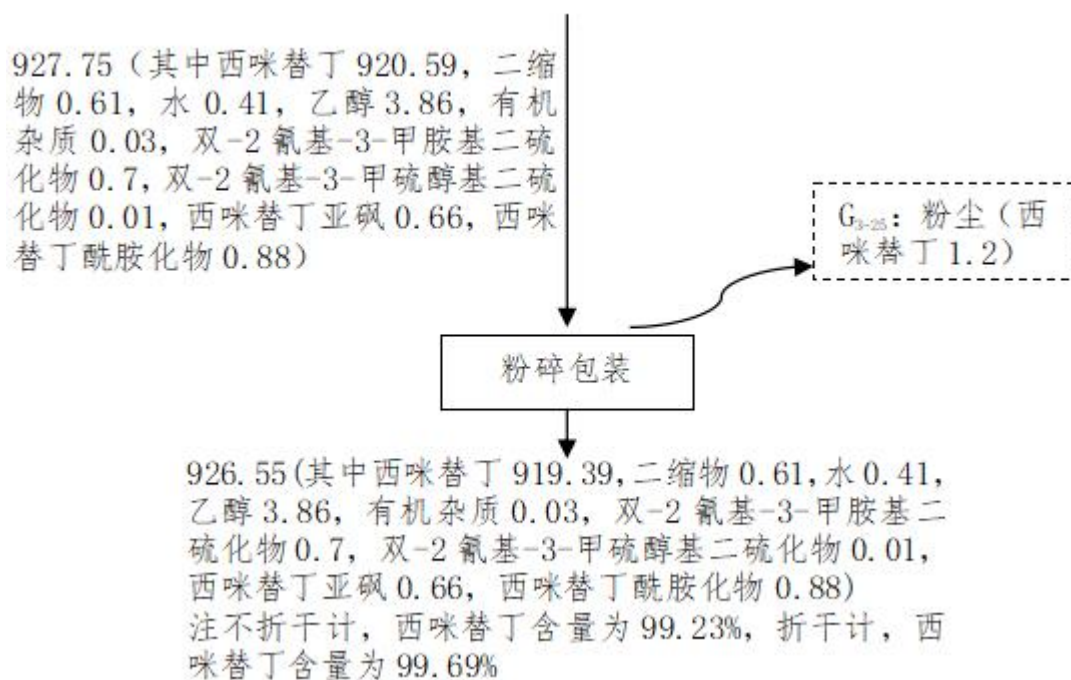 927.75（其中西咪替丁 920.59，二缩
物 0.61，水 0.41，乙醇 3.86，有机
杂质 0.03，双-2 氰基-3-甲胺基二硫
化物 0.7，双-2 氰基-3-甲硫醇基二硫
化物 0.01，西咪替丁亚砜 0.66，西咪
替丁酰胺化物 0.88）
G3-25：粉尘（西
咪替丁 1.2）
粉碎包装
926.55(其中西咪替丁 919.39,二缩物 0.61,水 0.41,
乙醇 3.86，有机杂质 0.03，双-2 氰基-3-甲胺基二
硫化物 0.7，双-2 氰基-3-甲硫醇基二硫化物 0.01，
西咪替丁亚砜 0.66，西咪替丁酰胺化物 0.88)
注不折干计，西咪替丁含量为 99.23%，折干计，西
咪替丁含量为 99.69%